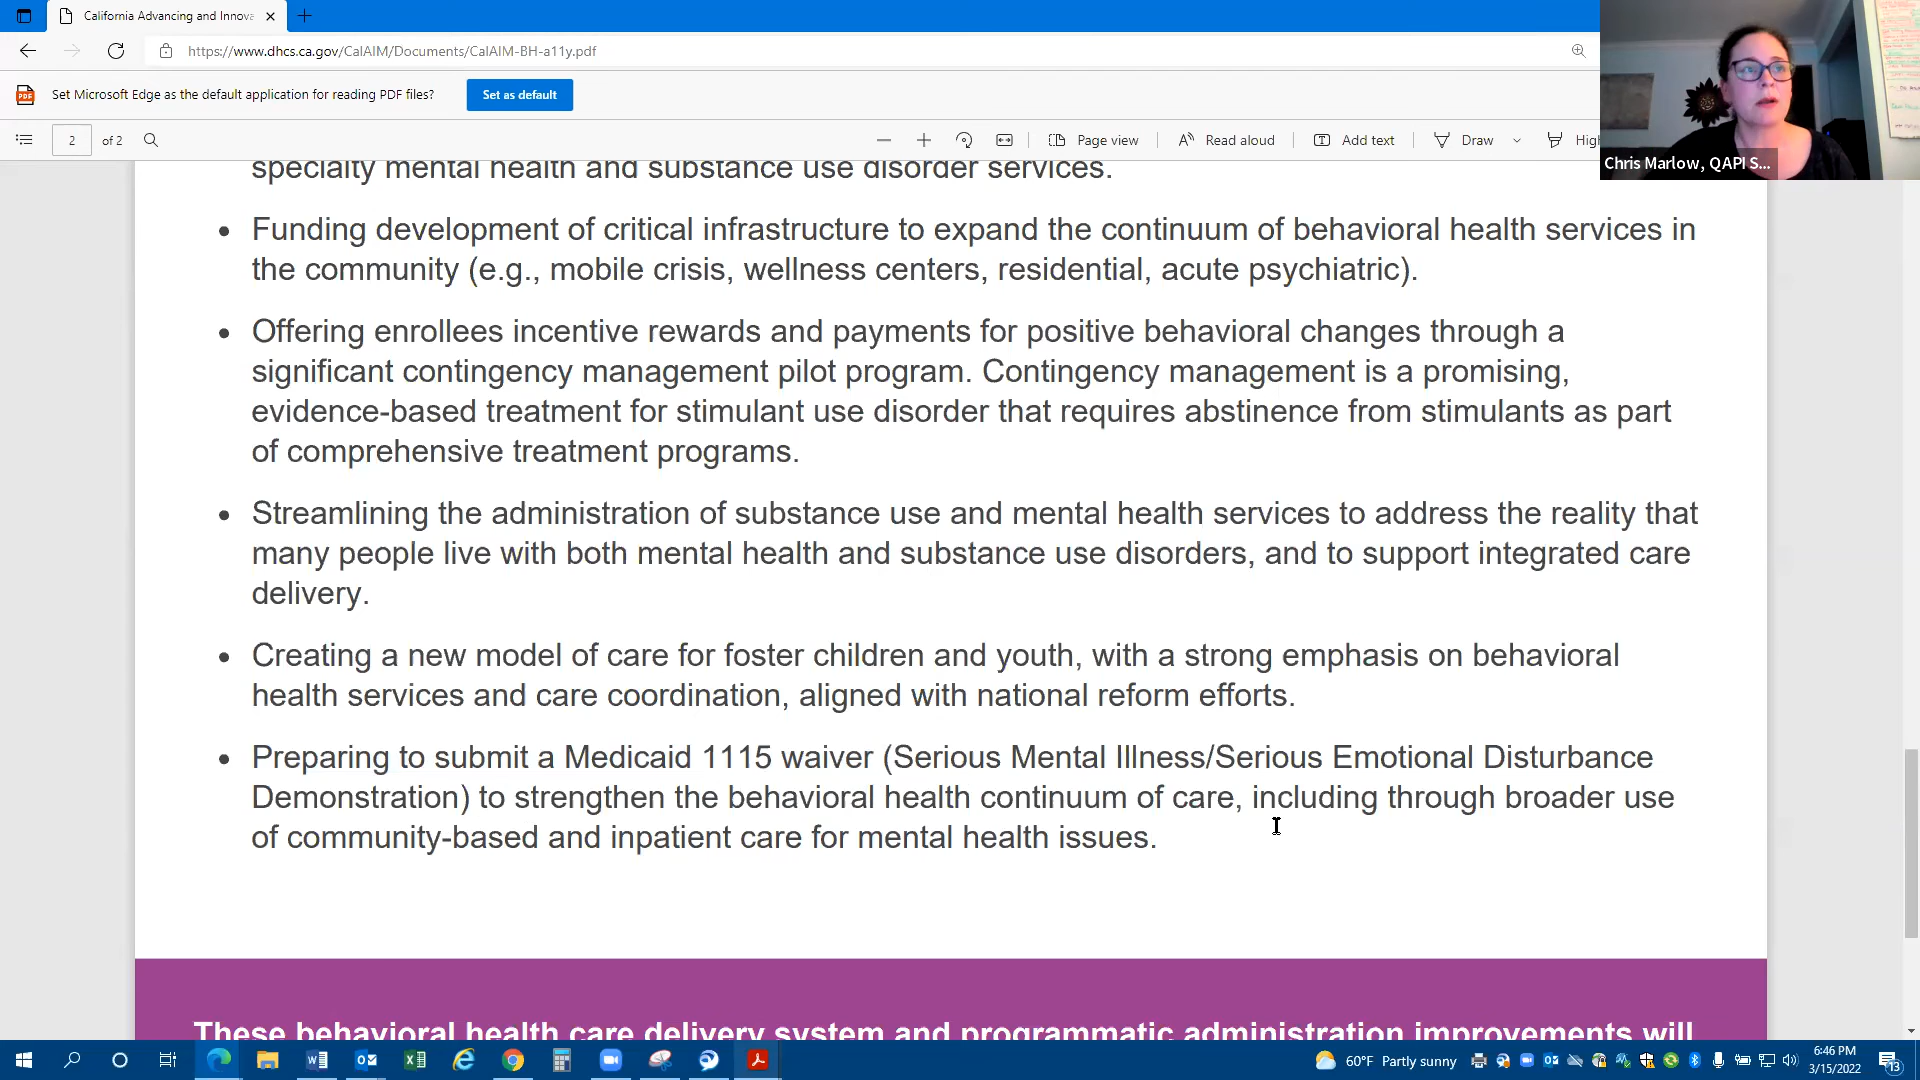 California Advancing and Innova
https://www.dhcs.ca.gov/CalAIM/Documents/CalAIM-BH-a11y.pdf
Set Microsoft Edge as the default application for reading PDF files?
Set as default
2 of 2
Page view
Read aloud
Add text
Draw
High
Chris Marlow, QAPI S...
specialty mental health and substance use disorder services.
• Funding development of critical infrastructure to expand the continuum of behavioral health services in
the community (e.g., mobile crisis, wellness centers, residential, acute psychiatric).
• Offering enrollees incentive rewards and payments for positive behavioral changes through a
significant contingency management pilot program. Contingency management is a promising,
evidence-based treatment for stimulant use disorder that requires abstinence from stimulants as part
of comprehensive treatment programs.
• Streamlining the administration of substance use and mental health services to address the reality that
many people live with both mental health and substance use disorders, and to support integrated care
delivery.
• Creating a new model of care for foster children and youth, with a strong emphasis on behavioral
health services and care coordination, aligned with national reform efforts.
• Preparing to submit a Medicaid 1115 waiver (Serious Mental Illness/Serious Emotional Disturbance
Demonstration) to strengthen the behavioral health continuum of care, including through broader use
of community-based and inpatient care for mental health issues.
These behavioral health care delivery system and programmatic administration improvements will
60°F Partly sunny
6:46 PM
3/15/2022
13